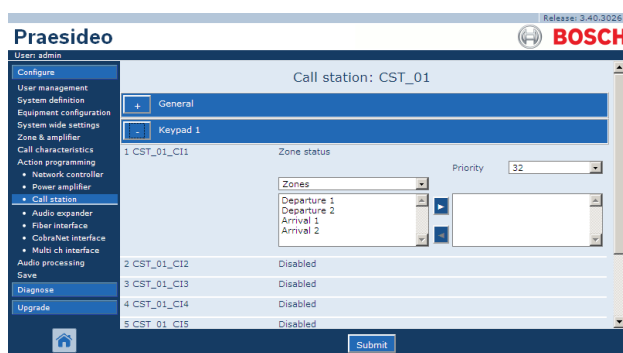 Release: 3.40.3026
Praesideo
BOSCH
User: admin
Configure
User management
System definition
Equipment configuration
System wide settings
Zone & amplifier
Call characteristics
Action programming
• Network controller
• Power amplifier
• Call station
• Audio expander
• Fiber interface
• CobraNet interface
• Multi ch interface
Audio processing
Save
Diagnose
Upgrade
Call station: CST_01
+ General
- Keypad 1
1 CST_01_CI1 Zone status
Priority 32
Zones
Departure 1
Departure 2
Arrival 1
Arrival 2
2 CST_01_CI2 Disabled
3 CST_01_CI3 Disabled
4 CST_01_CI4 Disabled
5 CST_01_CI5 Disabled
Submit